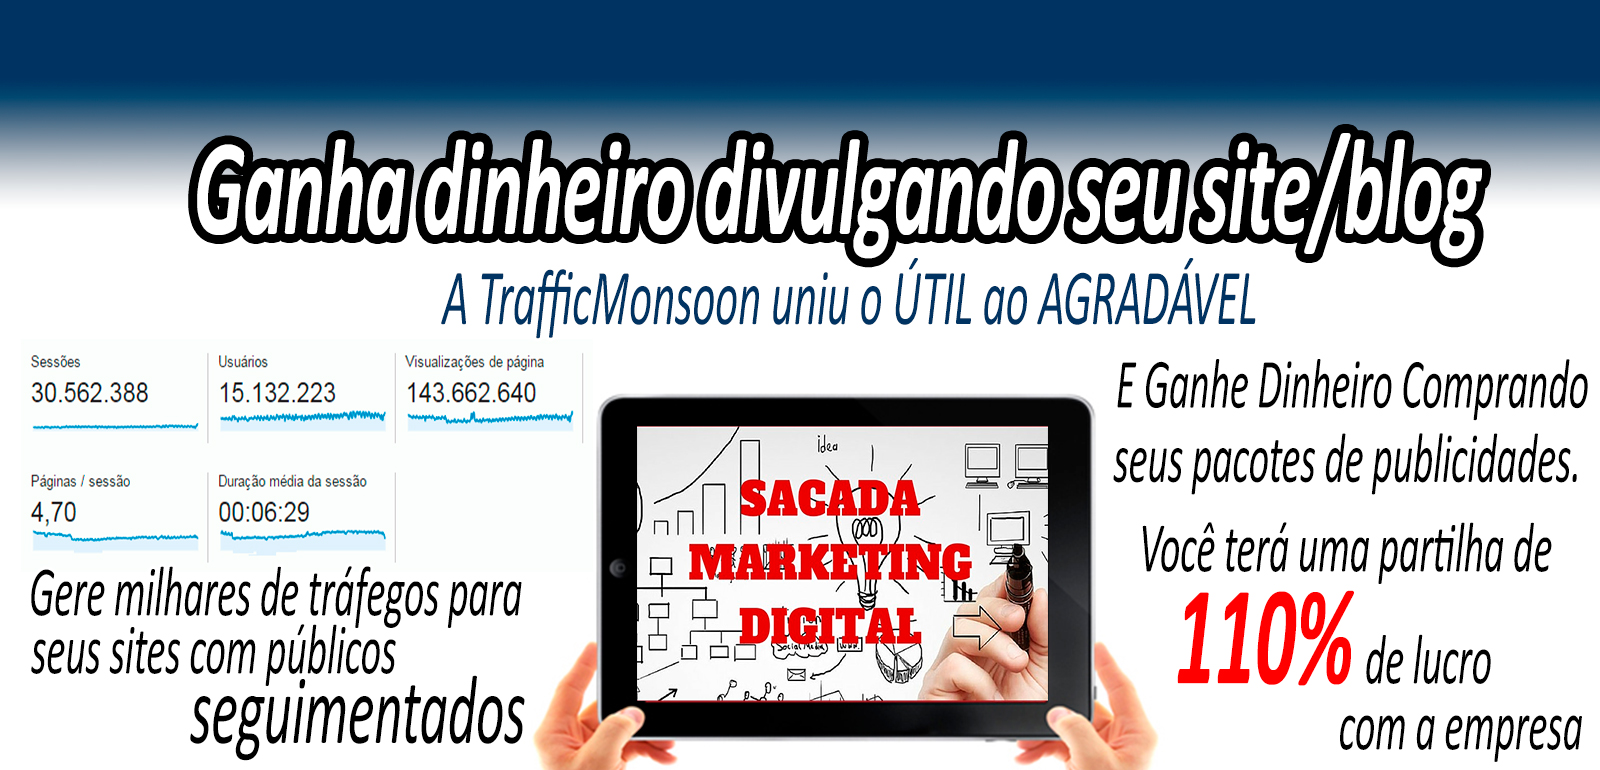 Ganha dinheiro divulgando seu site/blog
A TrafficMonsoon uniu o ÚTIL ao AGRADÁVEL
Sessões
30.562.388
Usuários
15.132.223
Visualizações de página
143.662.640
Páginas / sessão
4,70
Duração média da sessão
00:06:29
Gere milhares de tráfegos para
seus sites com públicos
seguimentados
idea
SACADA
MARKETING
DIGITAL
Social Media
www.
E Ganhe Dinheiro Comprando
seus pacotes de publicidades.
Você terá uma partilha de
110% de lucro
com a empresa